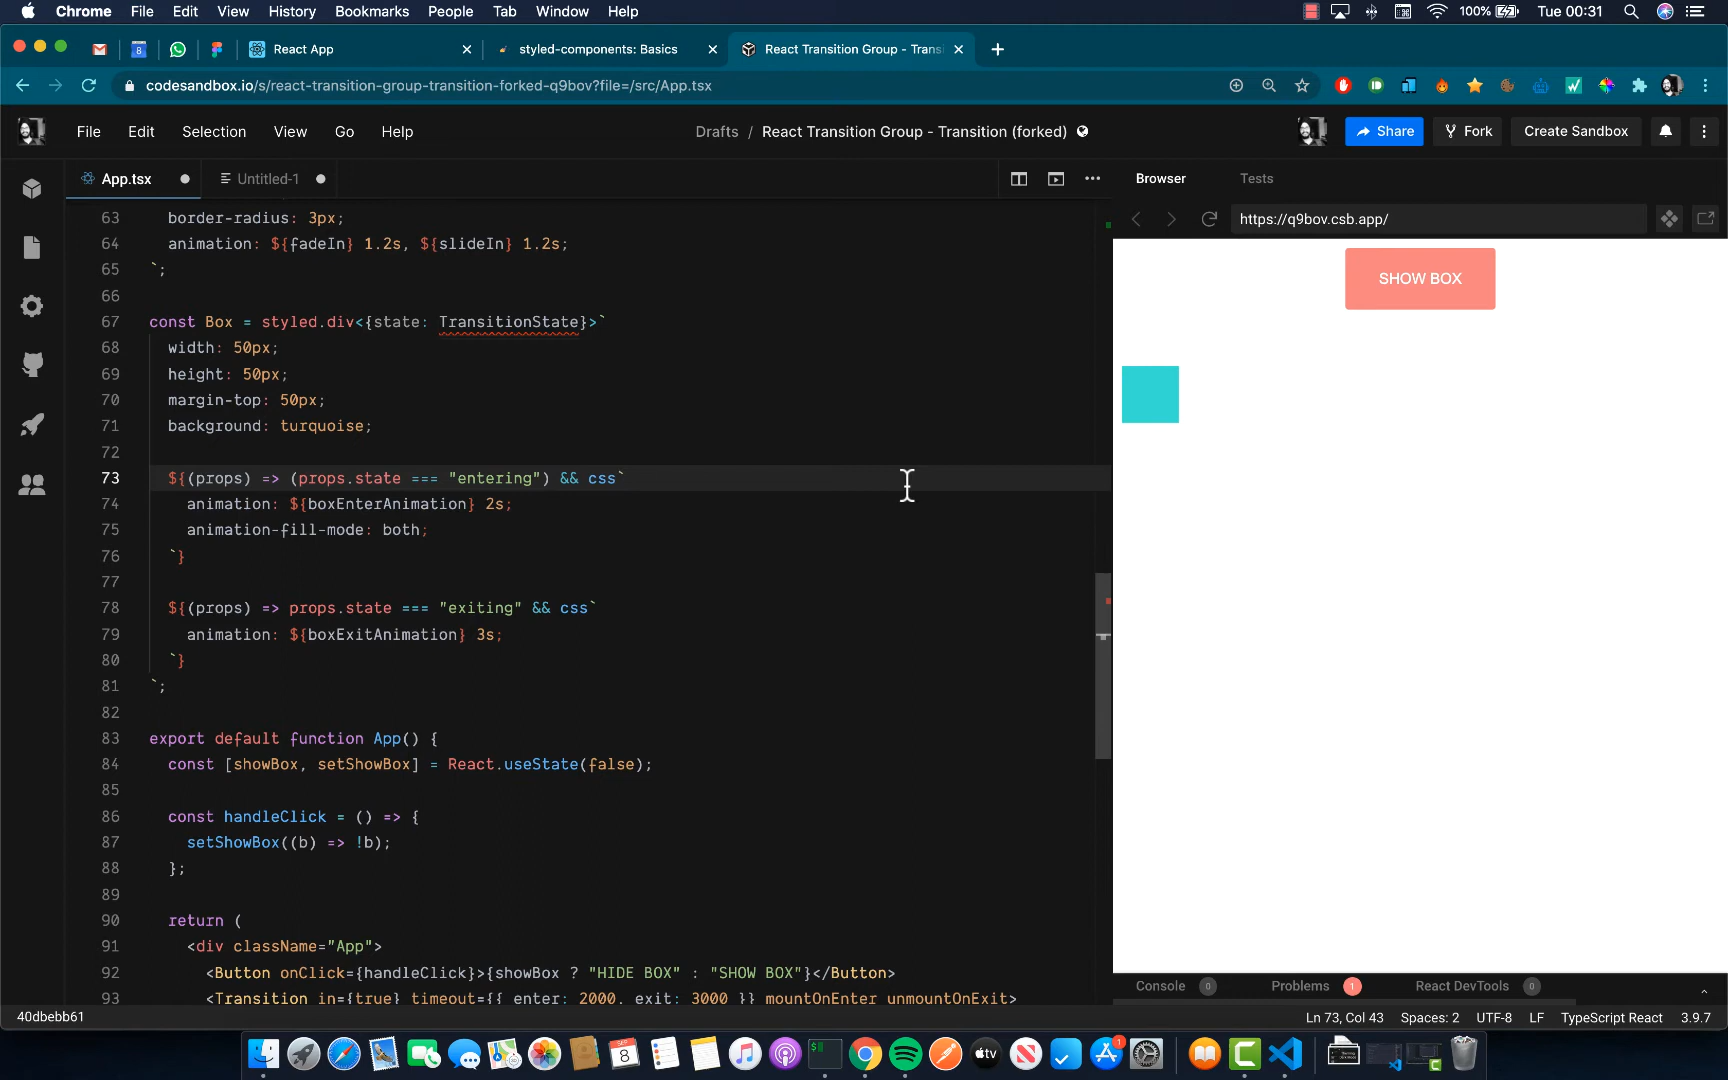 Chrome File Edit View History Bookmarks People Tab Window Help 100% Tue 00:31
React App styled-components: Basics React Transition Group - Transi
codesandbox.io/s/react-transition-group-transition-forked-q9bov?file=/src/App.tsx
File Edit Selection View Go Help Drafts / React Transition Group - Transition (forked) Share Fork Create Sandbox
App.tsx Untitled-1 Browser Tests
https://q9bov.csb.app/
SHOW BOX
63 border-radius: 3px;
64 animation: ${fadeIn} 1.2s, ${slideIn} 1.2s;
65 `;
66
67 const Box = styled.div<{state: TransitionState}>`
68 width: 50px;
69 height: 50px;
70 margin-top: 50px;
71 background: turquoise;
72
73 ${(props) => (props.state === "entering") && css`
74 animation: ${boxEnterAnimation} 2s;
75 animation-fill-mode: both;
76 `}
77
78 ${(props) => props.state === "exiting" && css`
79 animation: ${boxExitAnimation} 3s;
80 `}
81 `;
82
83 export default function App() {
84 const [showBox, setShowBox] = React.useState(false);
85
86 const handleClick = () => {
87 setShowBox((b) => !b);
88 };
89
90 return (
91 <div className="App">
92 <Button onClick={handleClick}>{showBox ? "HIDE BOX" : "SHOW BOX"}</Button>
93 <Transition in={true} timeout={{ enter: 2000, exit: 3000 }} mountOnEnter unmountOnExit>
Console 0 Problems 1 React DevTools 0
40dbebb61 Ln 73, Col 43 Spaces: 2 UTF-8 LF TypeScript React 3.9.7